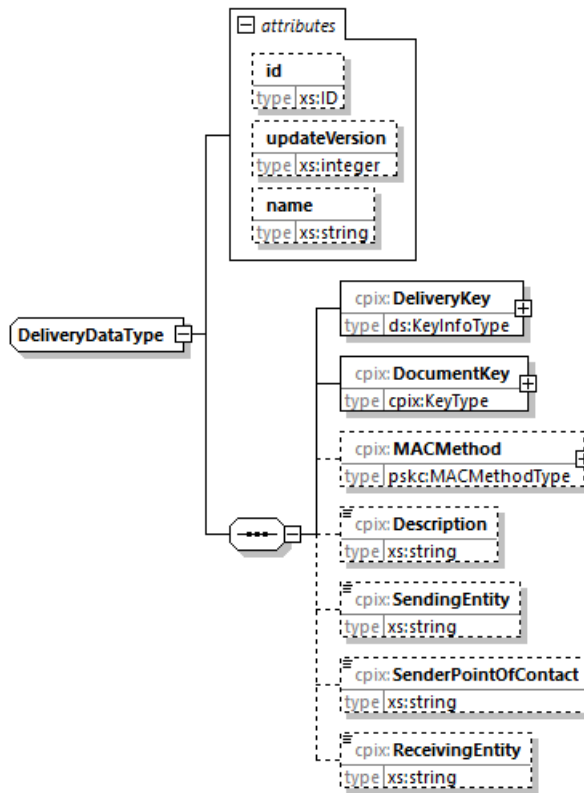 attributes
id
type xs:ID
updateVersion
type xs:integer
name
type xs:string
DeliveryDataType
cpix:DeliveryKey
type ds:KeyInfoType
cpix:DocumentKey
type cpix:KeyType
cpix:MACMethod
type pskc:MACMethodType
cpix:Description
type xs:string
cpix:SendingEntity
type xs:string
cpix:SenderPointOfContact
type xs:string
cpix:ReceivingEntity
type xs:string